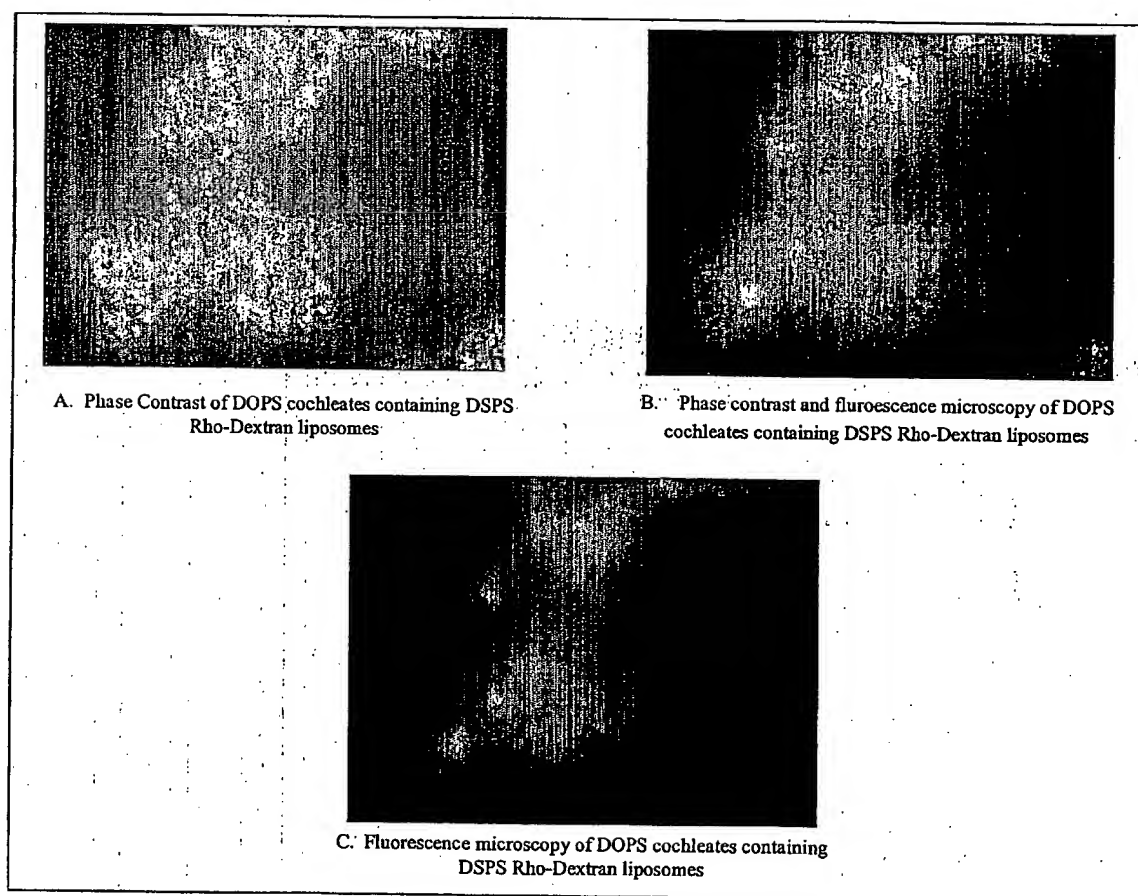 A. Phase Contrast of DOPS cochleates containing DSPS
Rho-Dextran liposomes
B. Phase contrast and fluroescence microscopy of DOPS
cochleates containing DSPS Rho-Dextran liposomes
C. Fluorescence microscopy of DOPS cochleates containing
DSPS Rho-Dextran liposomes